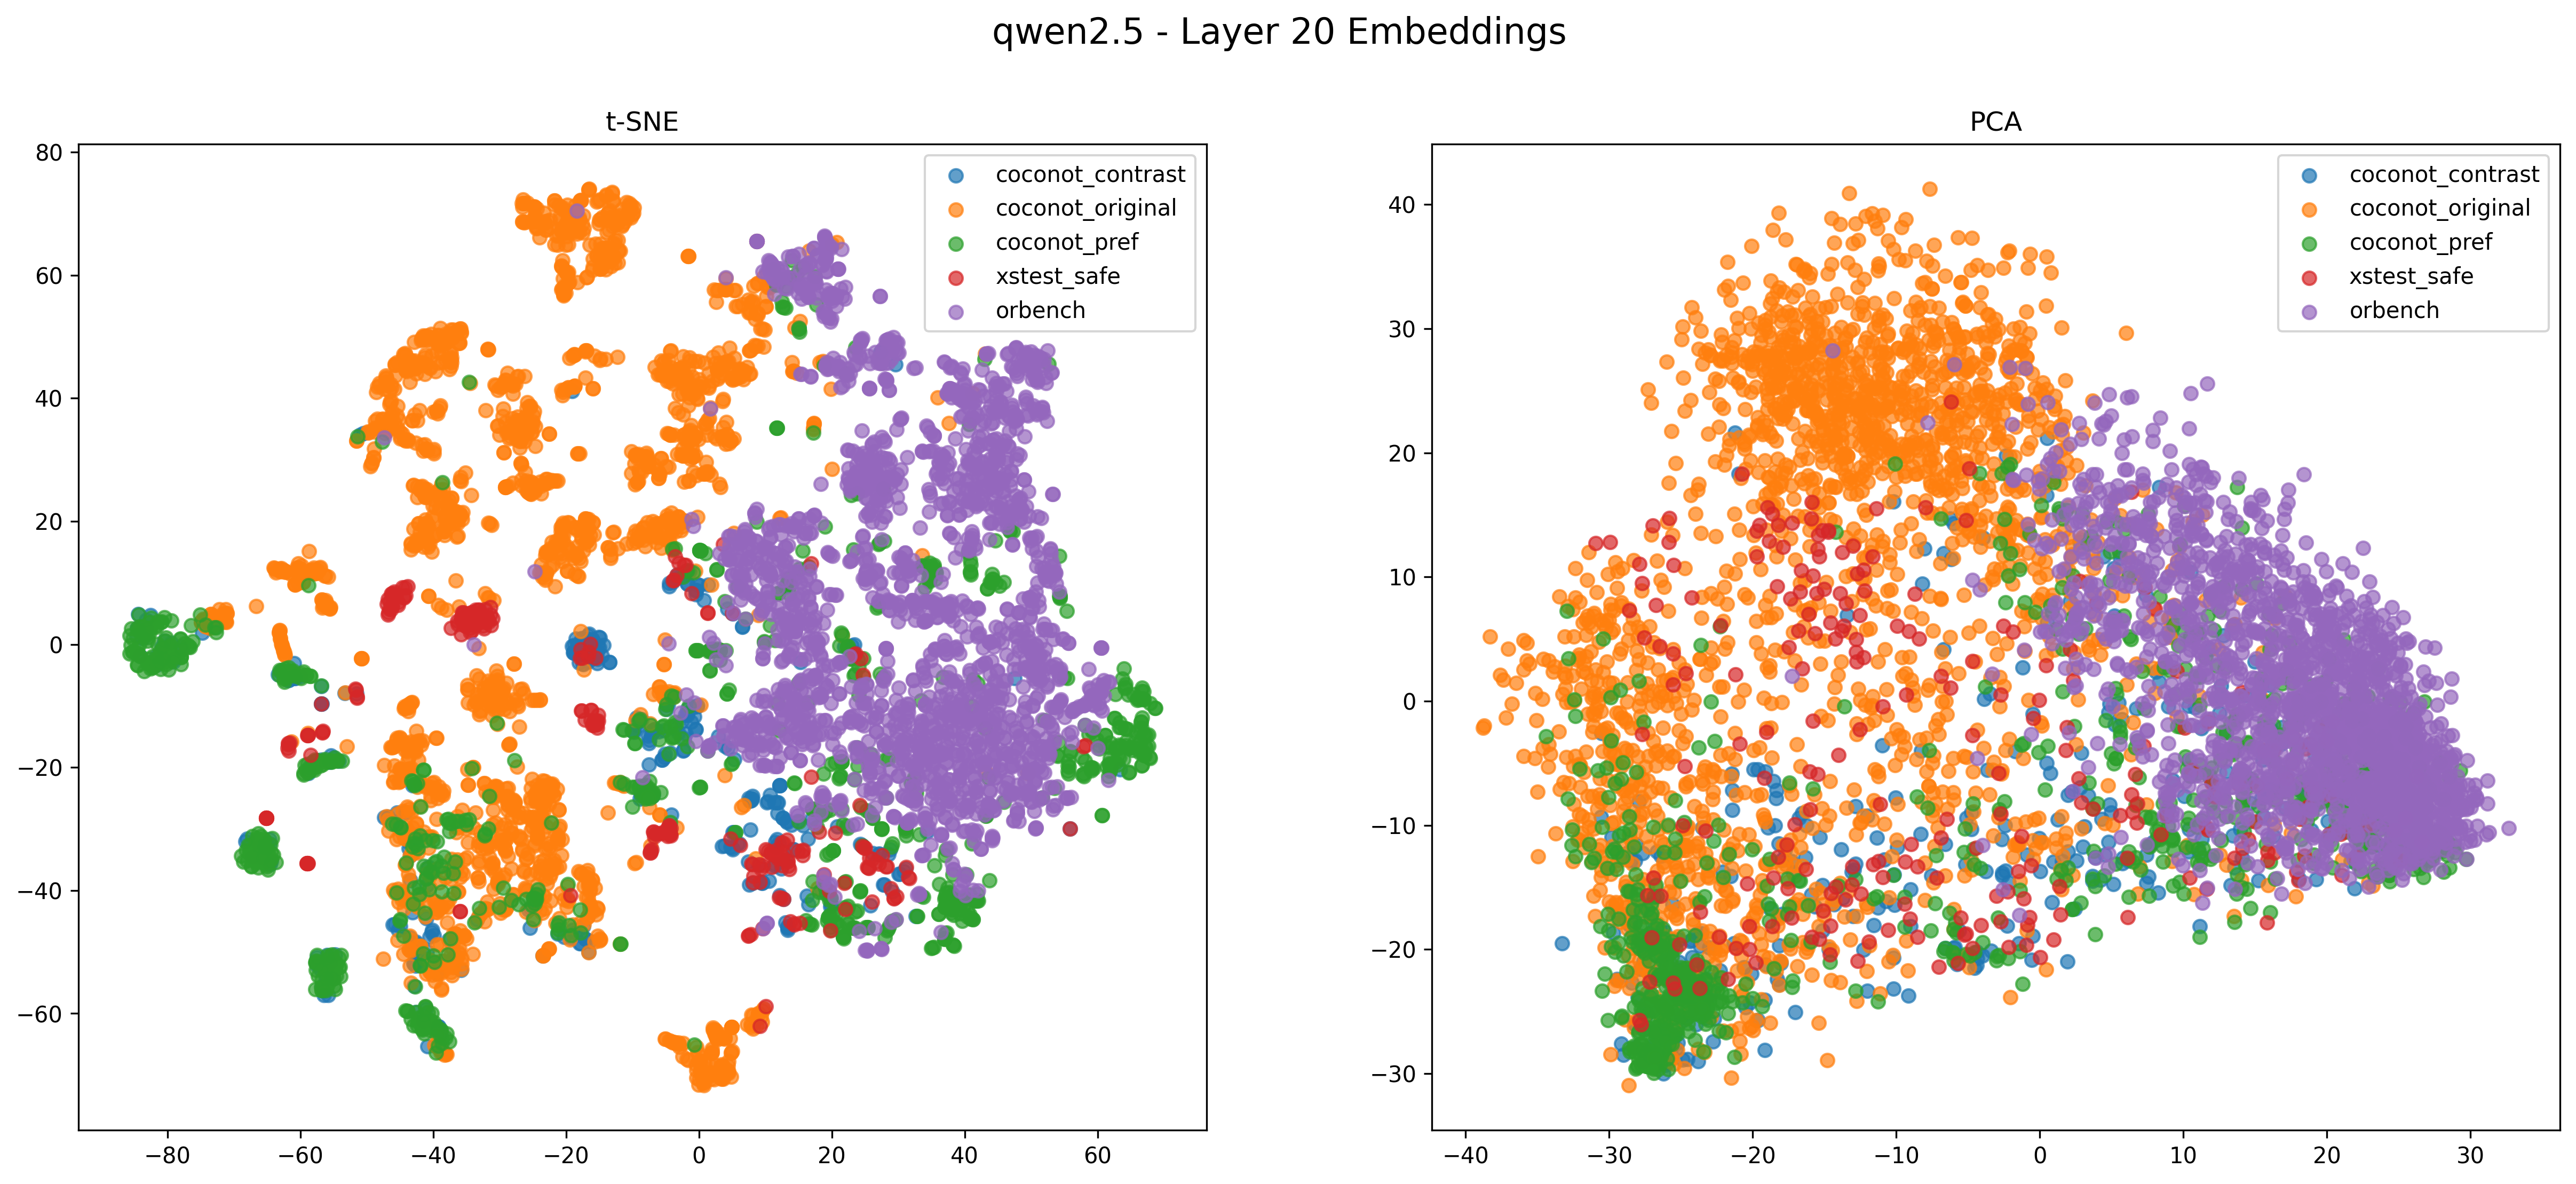 qwen2.5 - Layer 20 Embeddings
t-SNE
80
60
40
20
0
−20
−40
−60
−80
−60
−40
−20
0
20
40
60
coconot_contrast
coconot_original
coconot_pref
xstest_safe
orbench
PCA
40
30
20
10
0
−10
−20
−30
−40
−30
−20
−10
0
10
20
30
coconot_contrast
coconot_original
coconot_pref
xstest_safe
orbench